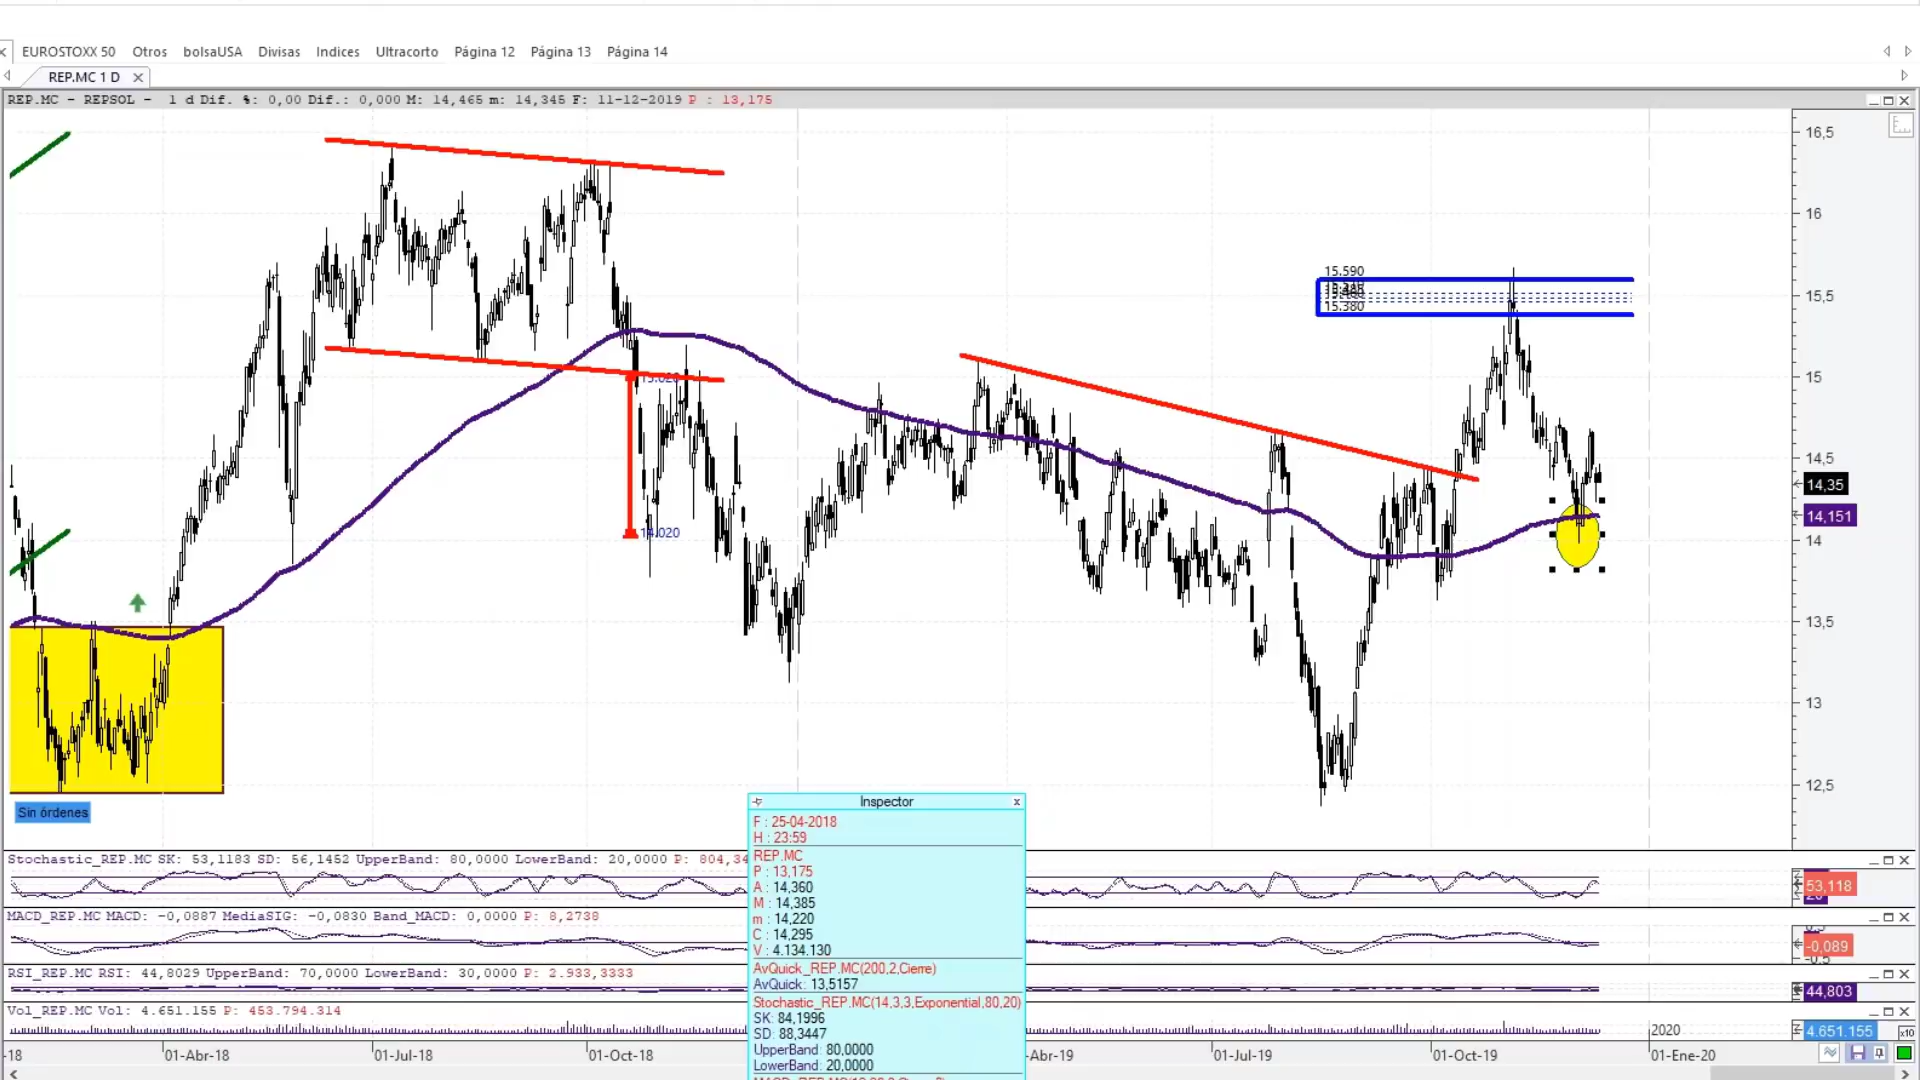 EUROSTOXX 50 Otros bolsaUSA Divisas Indices Ultracorto Página 12 Página 13 Página 14
REP.MC 1 D
REP.MC - REPSOL - 1 d Dif. %: 0,00 Dif.: 0,000 M: 14,465 m: 14,345 F: 11-12-2019 P : 13,175
16,5
16
15.590
15,5
15.380
15
15.020
14,5
14,35
14,151
14.020
14
13,5
13
12,5
Sin órdenes
Inspector
F : 25-04-2018
H : 23:59
REP.MC
P : 13,175
A : 14,360
M : 14,385
m : 14,220
C : 14,295
V : 4.134.130
AvQuick_REP.MC(200,2,Cierre)
AvQuick: 13,5157
Stochastic_REP.MC(14,3,3,Exponential,80,20)
SK: 84,1996
SD: 88,3447
UpperBand: 80,0000
LowerBand: 20,0000
Stochastic_REP.MC SK: 53,1183 SD: 56,1452 UpperBand: 80,0000 LowerBand: 20,0000 P: 804,34
53,118
MACD_REP.MC MACD: -0,0887 MediaSIG: -0,0830 Band_MACD: 0,0000 P: 8,2738
-0,089
-0.5
RSI_REP.MC RSI: 44,8029 UpperBand: 70,0000 LowerBand: 30,0000 P: 2.933,3333
44,803
Vol_REP.MC Vol: 4.651.155 P: 453.794.314
2020
4.651.155
x10
-18 01-Abr-18 01-Jul-18 01-Oct-18 -Abr-19 01-Jul-19 01-Oct-19 01-Ene-20